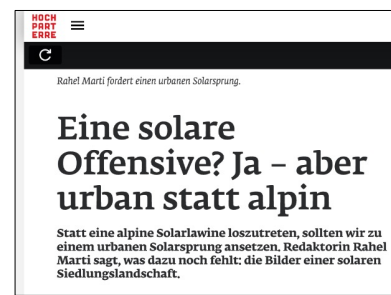 HOCH
PART
ERRE
Rahel Marti fordert einen urbanen Solarsprung.
Eine solare
Offensive? Ja – aber
urban statt alpin
Statt eine alpine Solarlawine loszutreten, sollten wir zu
einem urbanen Solarsprung ansetzen. Redaktorin Rahel
Marti sagt, was dazu noch fehlt: die Bilder einer solaren
Siedlungslandschaft.